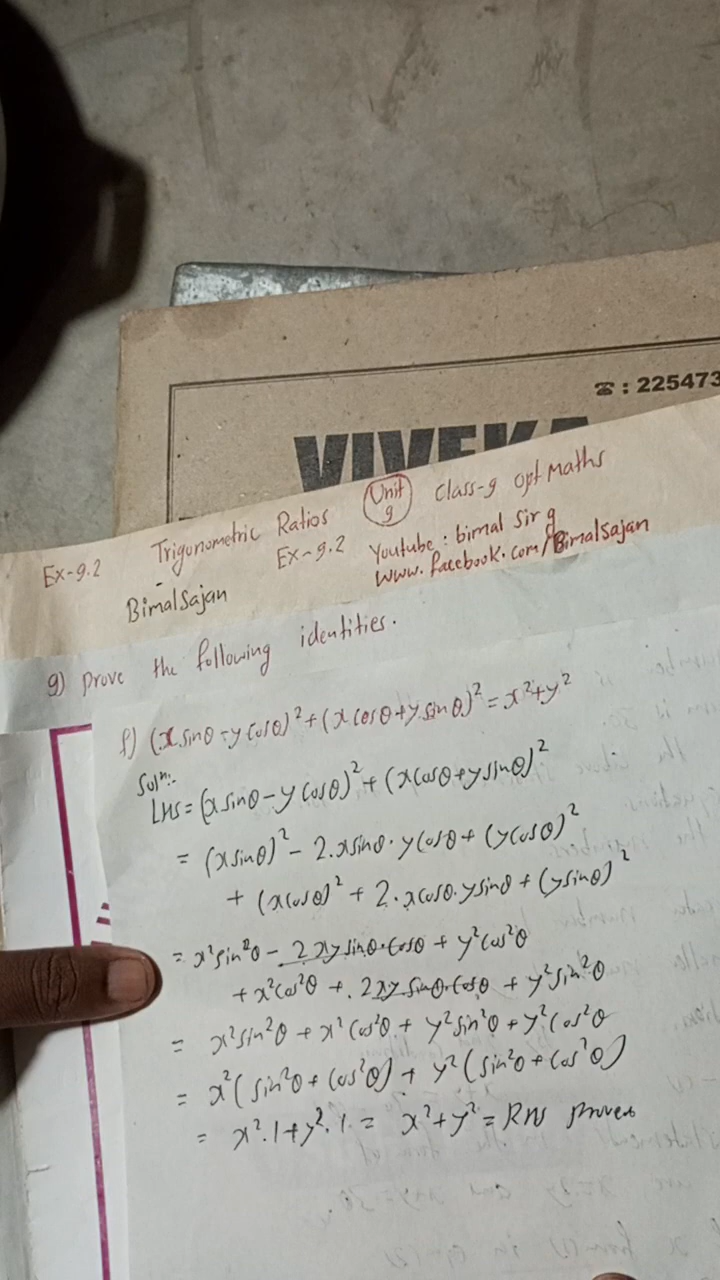 ☎: 225473
VIVEKA
Ex-9.2 Trigonometric Ratios Unit 9 Class-9 Opt Maths
Ex-9.2 Youtube: bimal Sir g
BimalSajan www.facebook.com/BimalSajan
9) Prove the following identities.
f) (x sinθ - y cosθ)² + (x cosθ + y sinθ)² = x² + y²
Solⁿ:-
LHS = (x sinθ - y cosθ)² + (x cosθ + y sinθ)²
= (x sinθ)² - 2.x sinθ. y cosθ + (y cosθ)²
+ (x cosθ)² + 2.x cosθ. y sinθ + (y sinθ)²
= x² sin²θ - 2xy sinθ.cosθ + y² cos²θ
+ x² cos²θ + 2xy sinθ.cosθ + y² sin²θ
= x² sin²θ + x² cos²θ + y² sin²θ + y² cos²θ
= x² (sin²θ + cos²θ) + y² (sin²θ + cos²θ)
= x².1 + y².1 = x² + y² = RHS proved